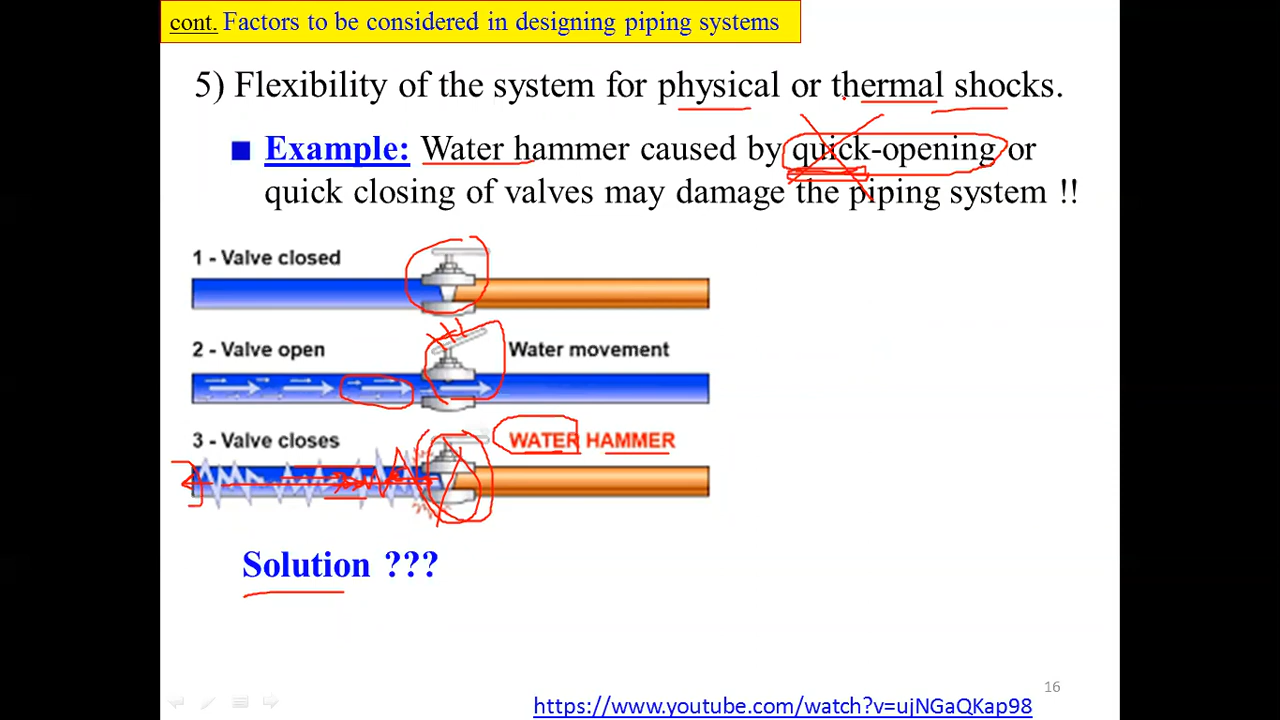 cont. Factors to be considered in designing piping systems
5) Flexibility of the system for physical or thermal shocks.
Example: Water hammer caused by quick-opening or
quick closing of valves may damage the piping system !!
1 - Valve closed
2 - Valve open
Water movement
3 - Valve closes
WATER HAMMER
Solution ???
16
https://www.youtube.com/watch?v=ujNGaQKap98